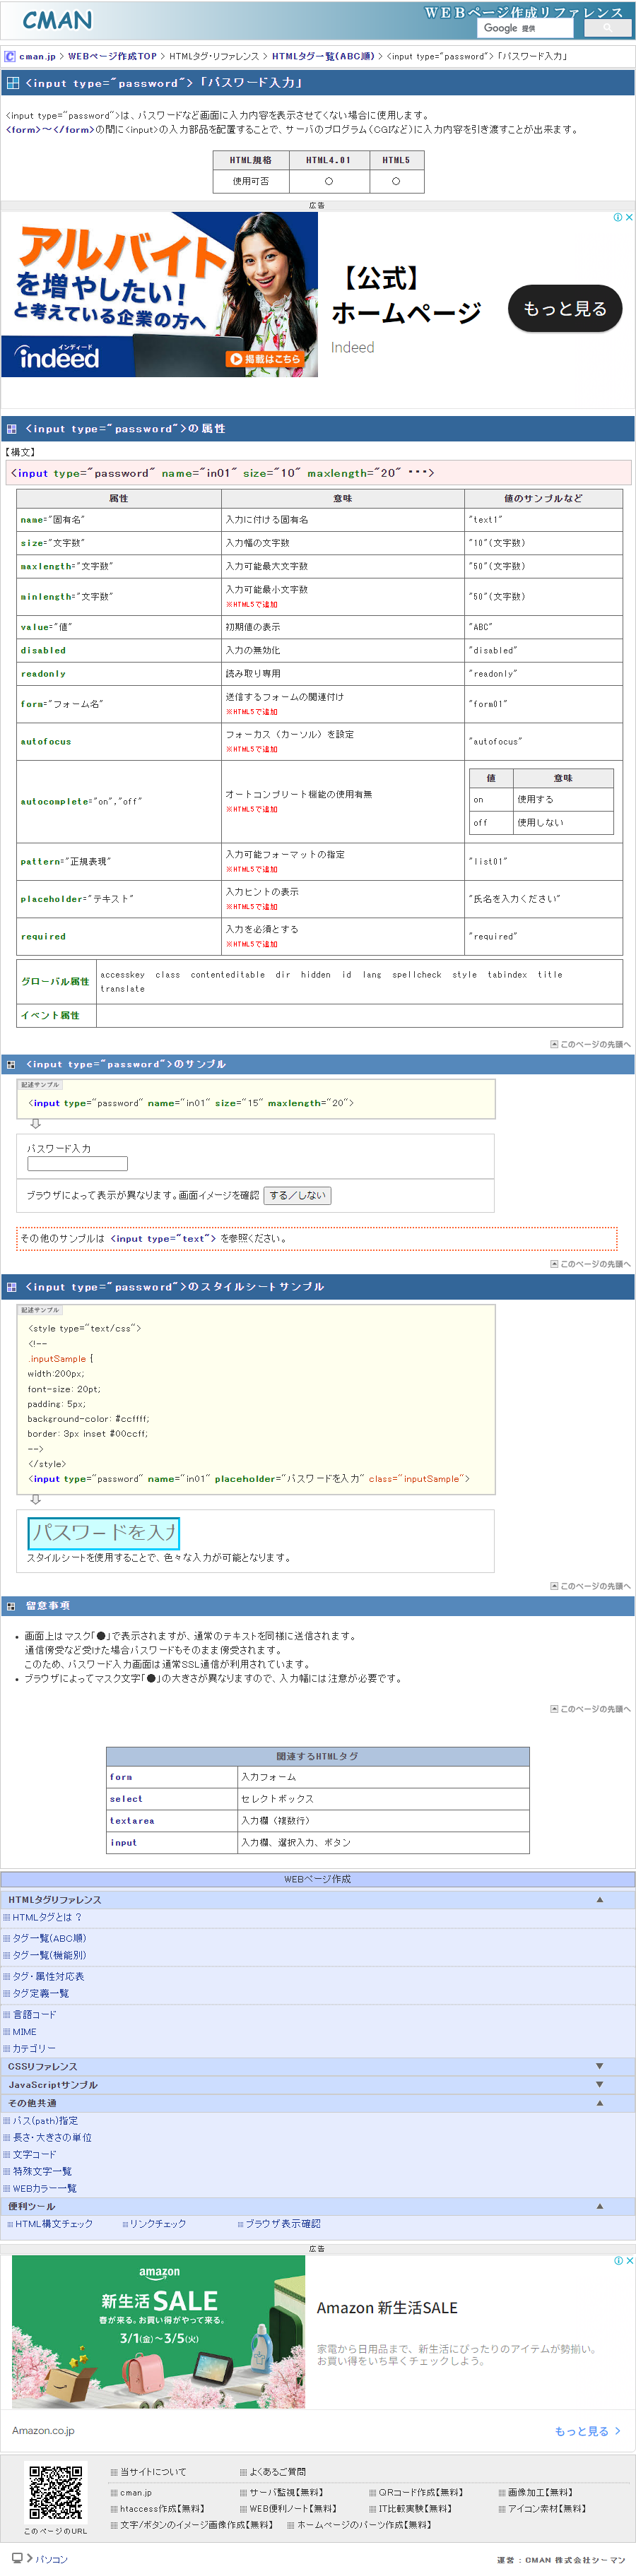 CMAN
WEBページ作成リファレンス
Google 提供
cman.jp > WEBページ作成TOP > HTMLタグ・リファレンス > HTMLタグ一覧(ABC順) > <input type="password">「パスワード入力」
<input type="password">「パスワード入力」
<input type="password">は、パスワードなど画面に入力内容を表示させてくない場合に使用します。
<form>〜</form>の間に<input>の入力部品を配置することで、サーバのプログラム(CGIなど)に入力内容を引き渡すことが出来ます。
HTML規格 HTML4.01 HTML5
使用可否 ○ ○
広告
アルバイトを増やしたい!
と考えている企業の方へ
インディード
indeed
掲載はこちら
【公式】
ホームページ
Indeed
もっと見る
<input type="password">の属性
【構文】
<input type="password" name="in01" size="10" maxlength="20" ・・・>
属性 意味 値のサンプルなど
name="固有名" 入力に付ける固有名 "text1"
size="文字数" 入力幅の文字数 "10"(文字数)
maxlength="文字数" 入力可能最大文字数 "50"(文字数)
minlength="文字数" 入力可能最小文字数 ※HTML5で追加 "50"(文字数)
value="値" 初期値の表示 "ABC"
disabled 入力の無効化 "disabled"
readonly 読み取り専用 "readonly"
form="フォーム名" 送信するフォームの関連付け ※HTML5で追加 "form01"
autofocus フォーカス(カーソル)を設定 ※HTML5で追加 "autofocus"
autocomplete="on","off" オートコンプリート機能の使用有無 ※HTML5で追加
値 意味
on 使用する
off 使用しない
pattern="正規表現" 入力可能フォーマットの指定 ※HTML5で追加 "list01"
placeholder="テキスト" 入力ヒントの表示 ※HTML5で追加 "氏名を入力ください"
required 入力を必須とする ※HTML5で追加 "required"
グローバル属性 accesskey class contenteditable dir hidden id lang spellcheck style tabindex title
translate
イベント属性
このページの先頭へ
<input type="password">のサンプル
記述サンプル
<input type="password" name="in01" size="15" maxlength="20">
パスワード入力
ブラウザによって表示が異なります。画面イメージを確認 する/しない
その他のサンプルは <input type="text"> を参照ください。
このページの先頭へ
<input type="password">のスタイルシートサンプル
記述サンプル
<style type="text/css">
<!--
.inputSample {
width:200px;
font-size: 20pt;
padding: 5px;
background-color: #ccffff;
border: 3px inset #00ccff;
-->
</style>
<input type="password" name="in01" placeholder="パスワードを入力" class="inputSample">
パスワードを入力
スタイルシートを使用することで、色々な入力が可能となります。
このページの先頭へ
留意事項
• 画面上はマスク「●」で表示されますが、通常のテキストを同様に送信されます。
通信傍受など受けた場合パスワードもそのまま傍受されます。
このため、パスワード入力画面は通常SSL通信が利用されています。
• ブラウザによってマスク文字「●」の大きさが異なりますので、入力幅には注意が必要です。
このページの先頭へ
関連するHTMLタグ
form 入力フォーム
select セレクトボックス
textarea 入力欄(複数行)
input 入力欄、選択入力、ボタン
WEBページ作成
HTMLタグリファレンス ▲
HTMLタグとは?
タグ一覧(ABC順)
タグ一覧(機能別)
タグ・属性対応表
タグ定義一覧
言語コード
MIME
カテゴリー
CSSリファレンス ▼
JavaScriptサンプル ▼
その他共通 ▲
パス(path)指定
長さ・大きさの単位
文字コード
特殊文字一覧
WEBカラー一覧
便利ツール ▲
HTML構文チェック リンクチェック ブラウザ表示確認
広告
amazon
新生活SALE
春が来る。お買い得がやって来る。
3/1(金)〜3/5(火)
Amazon 新生活SALE
家電から日用品まで、新生活にぴったりのアイテムが勢揃い。
お買い得をいち早くチェックしよう。
Amazon.co.jp
もっと見る >
このページのURL
当サイトについて よくあるご質問
cman.jp サーバ監視【無料】 QRコード作成【無料】 画像加工【無料】
htaccess作成【無料】 WEB便利ノート【無料】 IT比較実験【無料】 アイコン素材【無料】
文字/ボタンのイメージ画像作成【無料】 ホームページのパーツ作成【無料】
> パソコン
運営:CMAN 株式会社シーマン